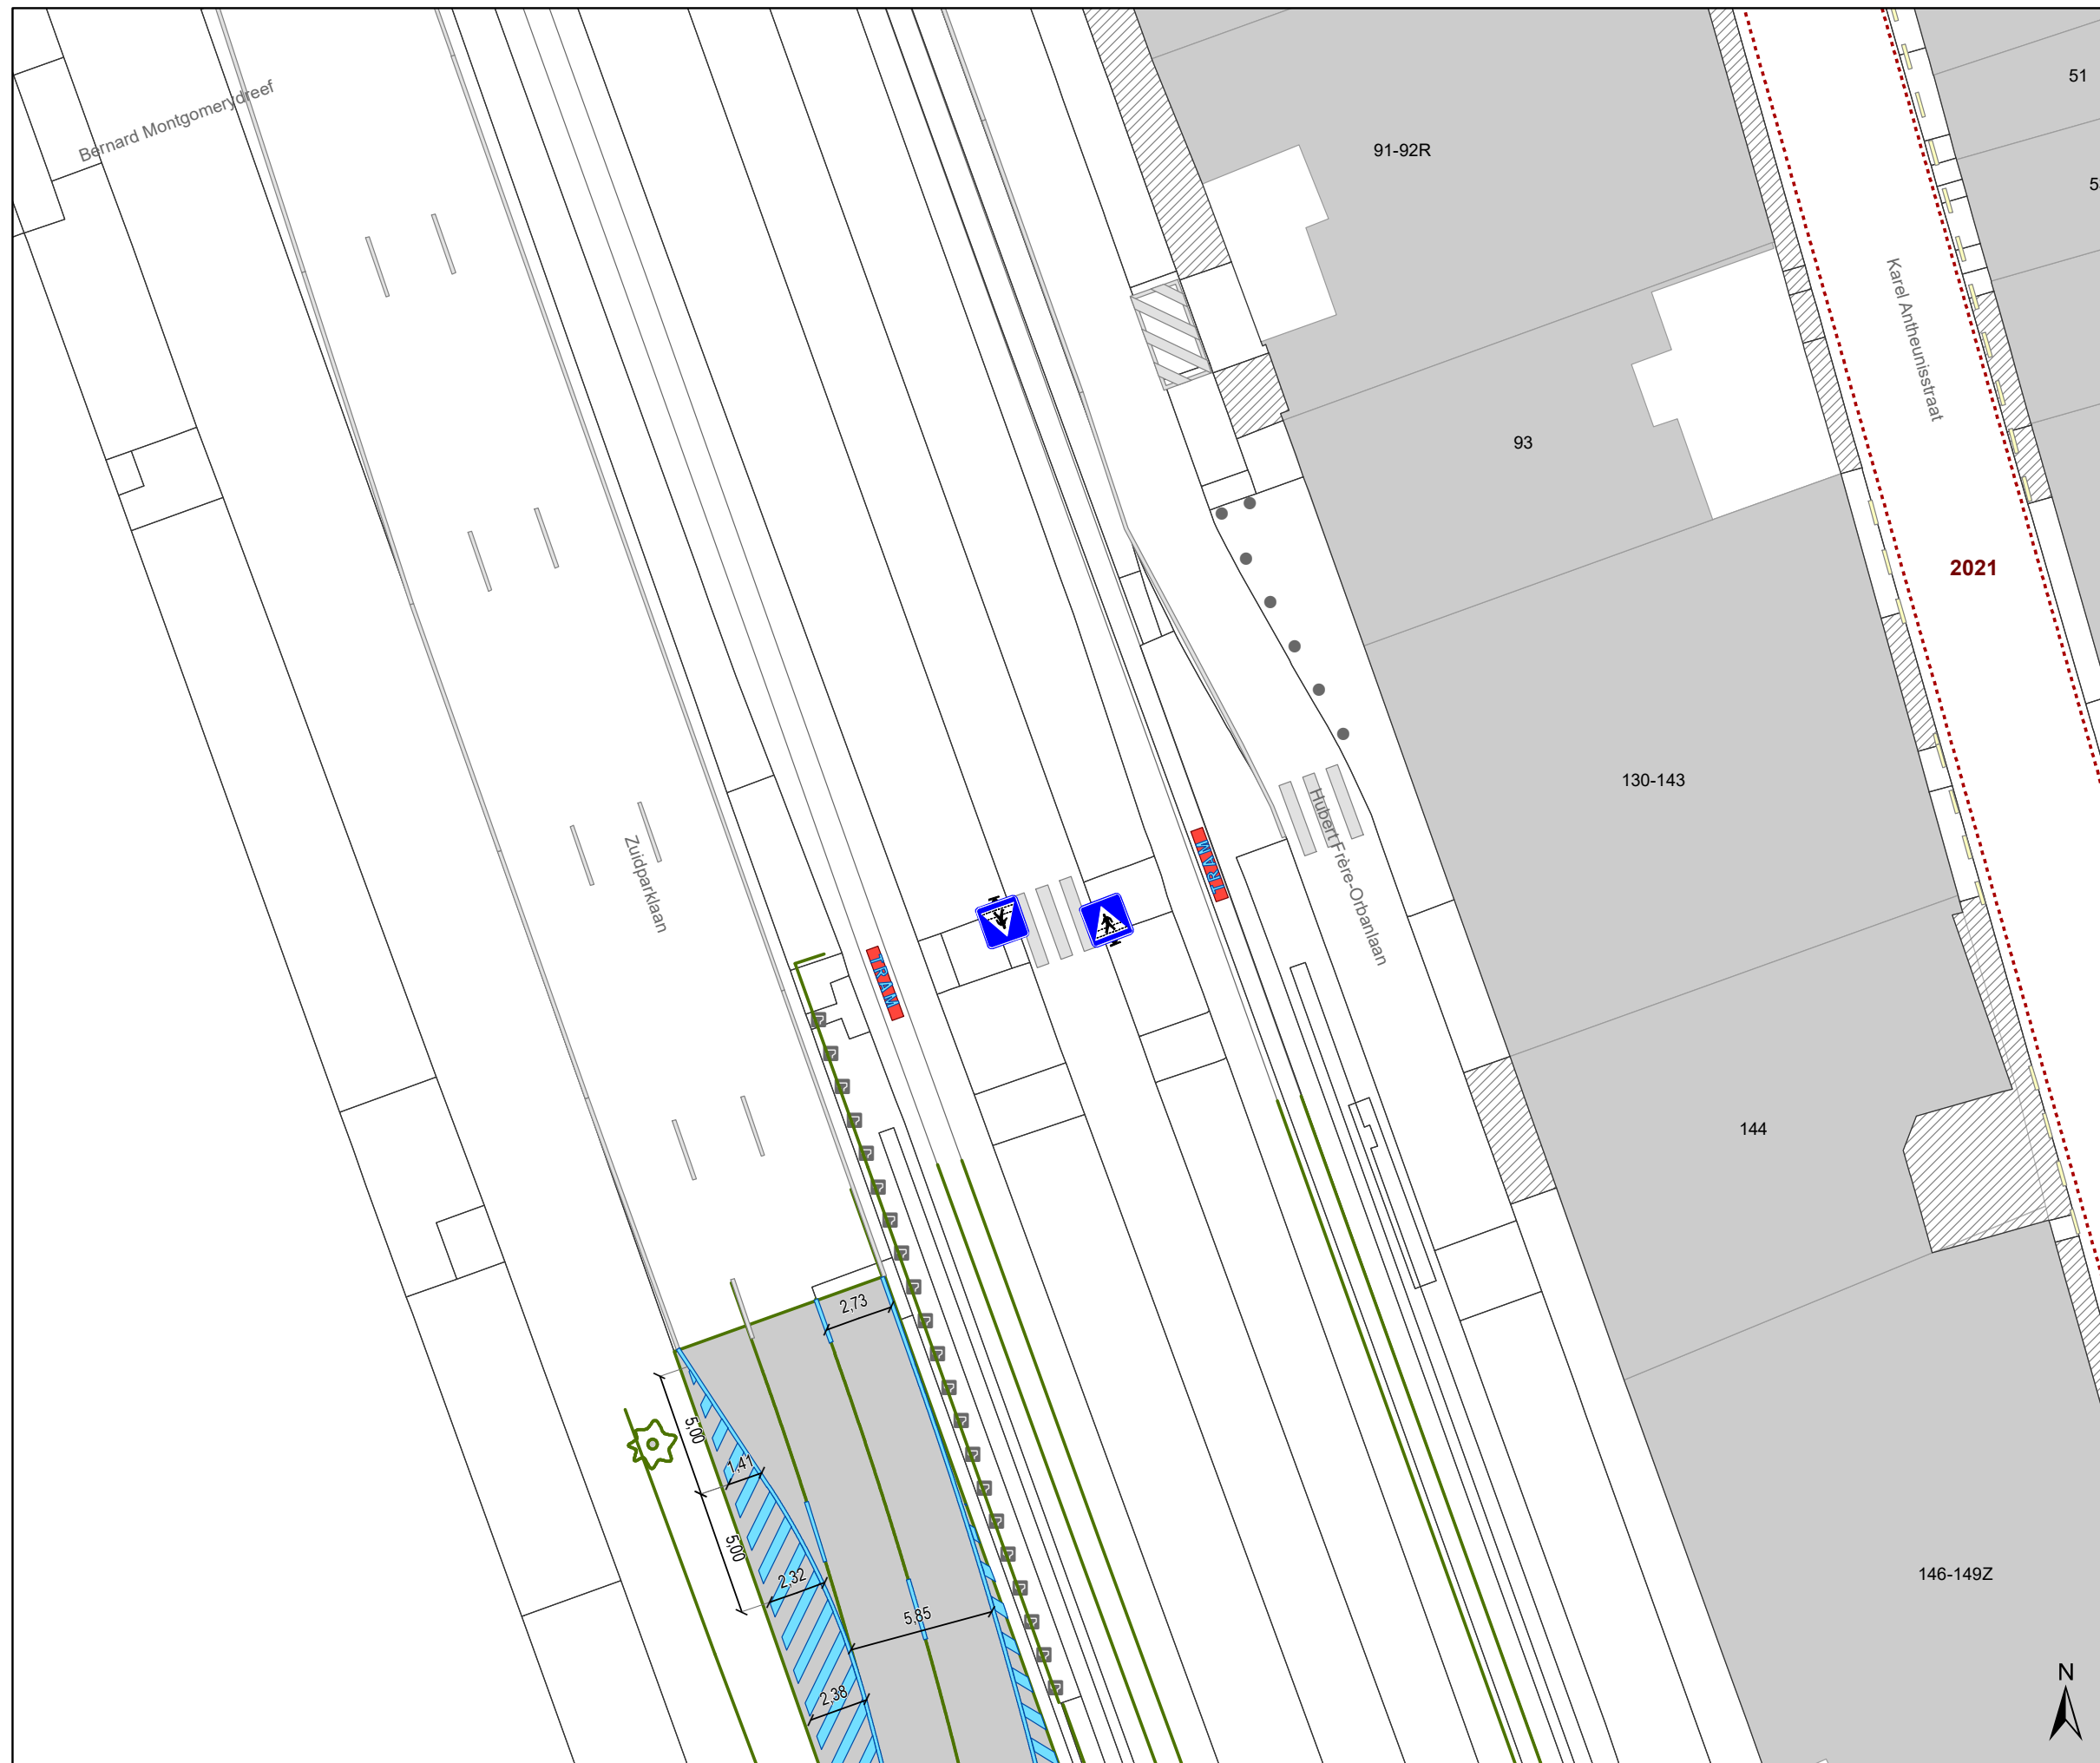 51
Bernard Montgomerydreef
91-92R
5
Karel Antheunisstraat
93
2021
130-143
Hubert Frère-Orbanlaan
Zuidparklaan
TRAM
TRAM
144
2,73
5,00
1,41
5,00
2,32
5,85
146-149Z
2,38
N